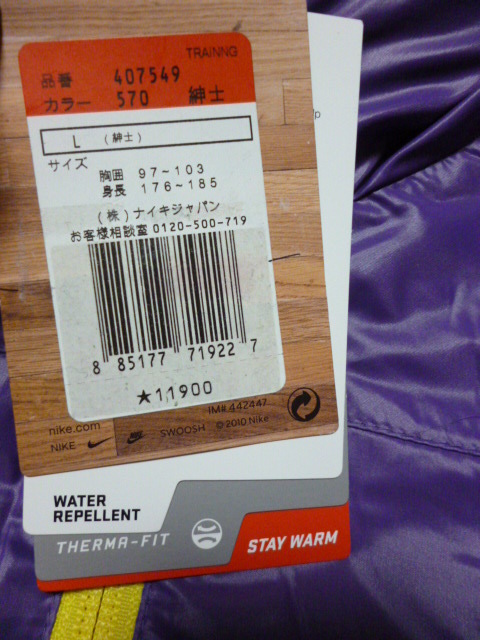 TRAINNG
品番 407549
カラー 570 紳士
L (紳士)
サイズ
胸囲 97~103
身長 176~185
(株)ナイキジャパン
お客様相談室 0120-500-719
8 85177 71922 7
★11900
IM# 442447
nike.com
NIKE SWOOSH © 2010 Nike
WATER
REPELLENT
THERMA-FIT
STAY WARM